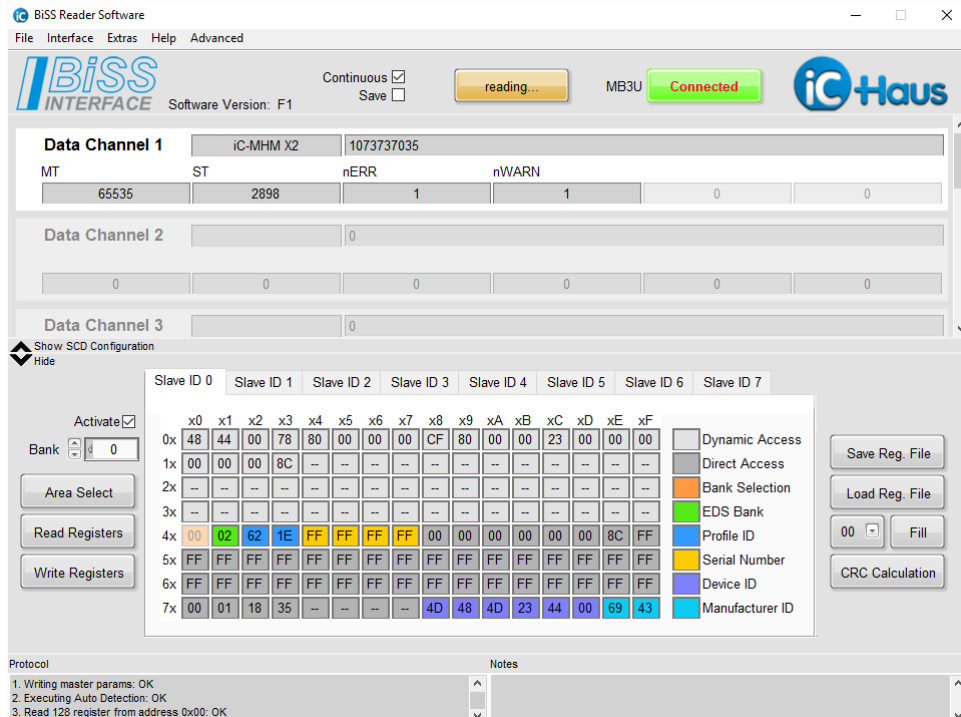 BiSS Reader Software
File Interface Extras Help Advanced
BiSS
INTERFACE
Software Version: F1
Continuous
Save
reading...
MB3U
Connected
iC Haus
Data Channel 1
iC-MHM X2
1073737035
MT ST nERR nWARN
65535 2898 1 1 0 0
Data Channel 2
0
0 0 0 0 0 0
Data Channel 3
0
Show SCD Configuration
Hide
Slave ID 0 Slave ID 1 Slave ID 2 Slave ID 3 Slave ID 4 Slave ID 5 Slave ID 6 Slave ID 7
Activate
Bank d 0
Area Select
Read Registers
Write Registers
x0 x1 x2 x3 x4 x5 x6 x7 x8 x9 xA xB xC xD xE xF
0x 48 44 00 78 80 00 00 00 CF 80 00 00 23 00 00 00 Dynamic Access
1x 00 00 00 8C -- -- -- -- -- -- -- -- -- -- -- -- Direct Access
2x -- -- -- -- -- -- -- -- -- -- -- -- -- -- -- -- Bank Selection
3x -- -- -- -- -- -- -- -- -- -- -- -- -- -- -- -- EDS Bank
4x 00 02 62 1E FF FF FF FF 00 00 00 00 00 00 8C FF Profile ID
5x FF FF FF FF FF FF FF FF FF FF FF FF FF FF FF FF Serial Number
6x FF FF FF FF FF FF FF FF FF FF FF FF FF FF FF FF Device ID
7x 00 01 18 35 -- -- -- -- 4D 48 4D 23 44 00 69 43 Manufacturer ID
Save Reg. File
Load Reg. File
00 Fill
CRC Calculation
Protocol
1. Writing master params: OK
2. Executing Auto Detection: OK
3. Read 128 register from address 0x00: OK
Notes